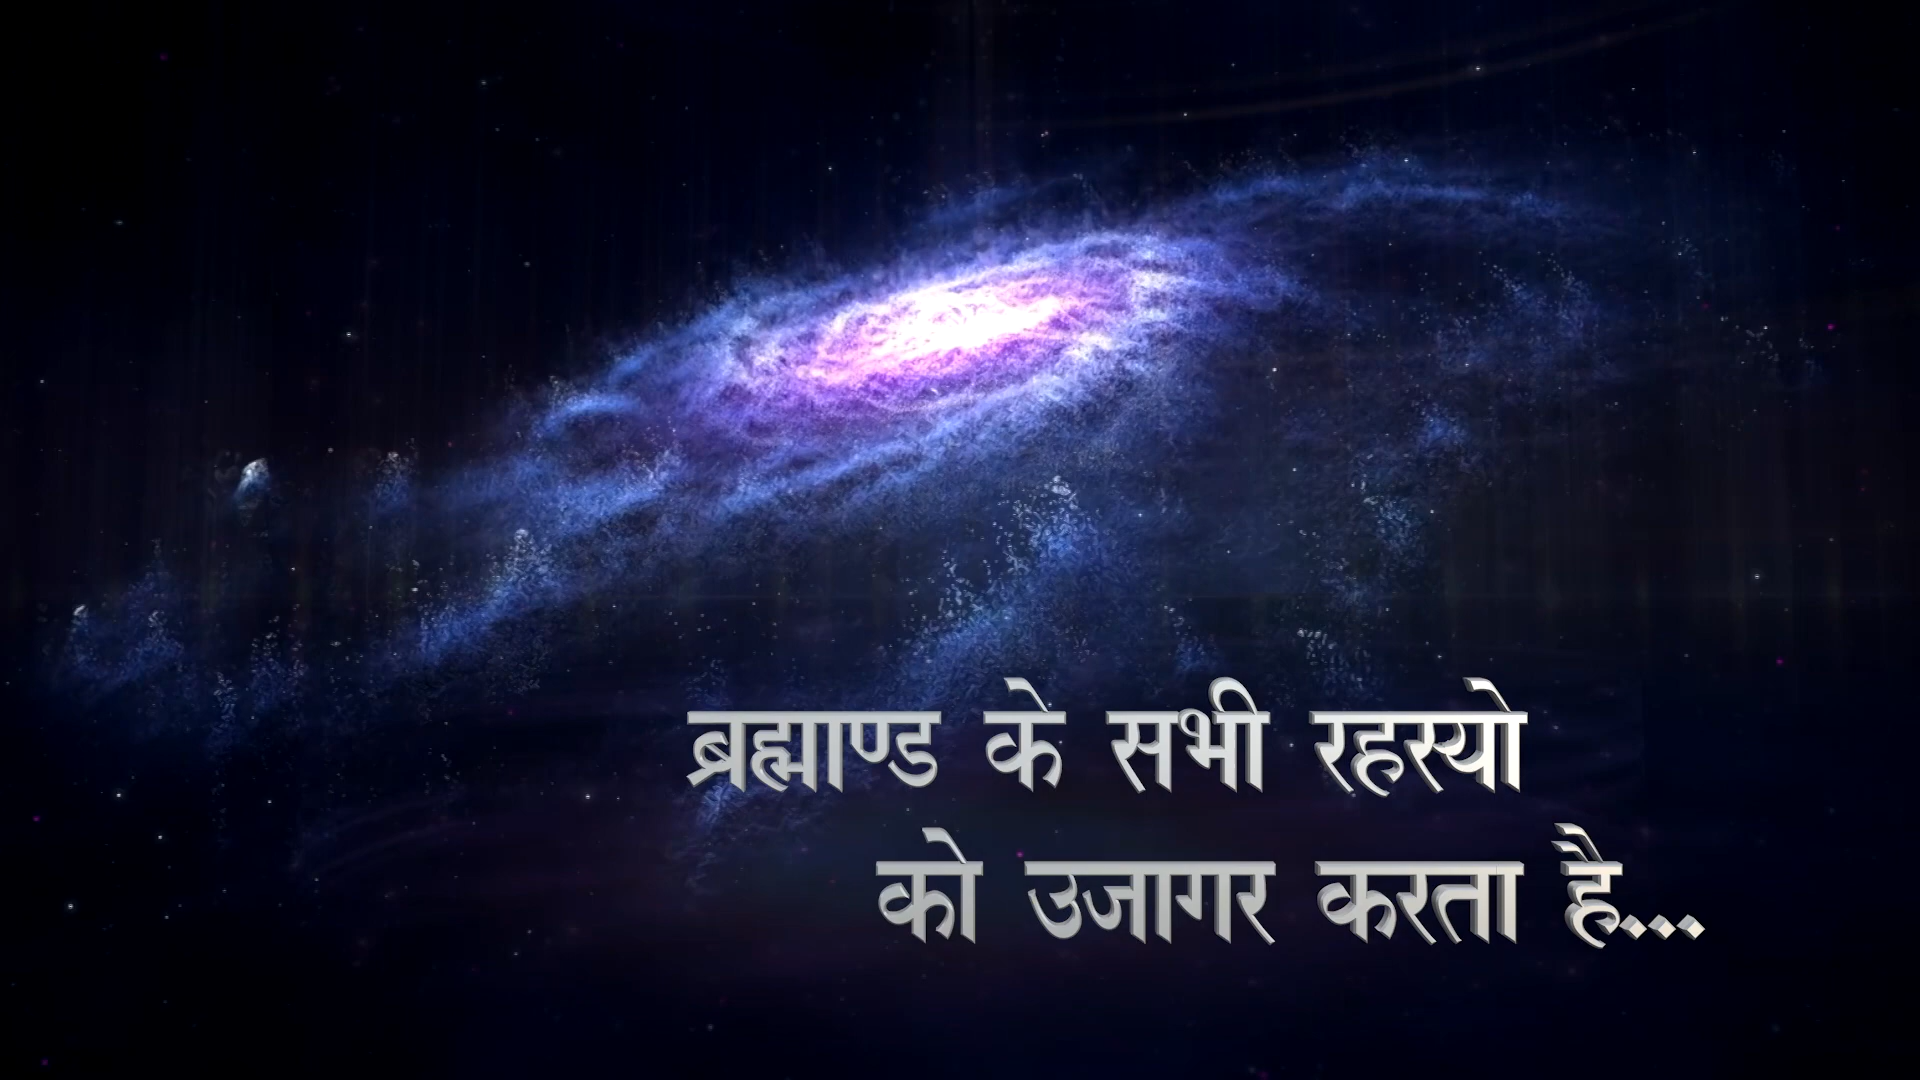 ब्रह्माण्ड के सभी रहस्यो
को उजागर करता है...